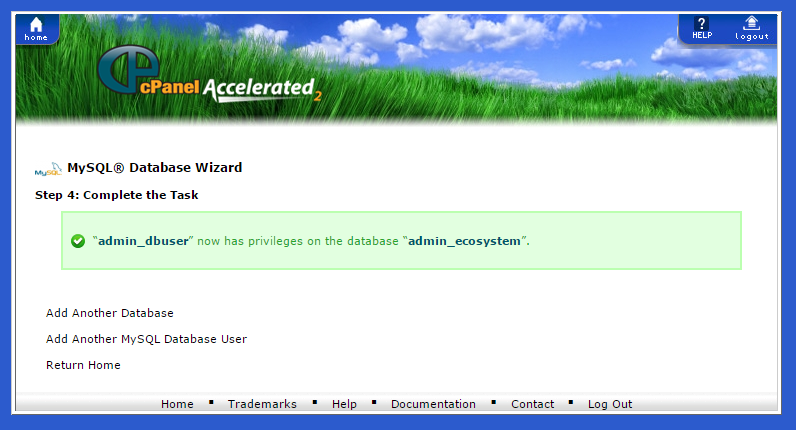 home
HELP
logout
cPanel Accelerated2
MySQL MySQL® Database Wizard
Step 4: Complete the Task
“admin_dbuser” now has privileges on the database “admin_ecosystem”.
Add Another Database
Add Another MySQL Database User
Return Home
Home ▪ Trademarks ▪ Help ▪ Documentation ▪ Contact ▪ Log Out